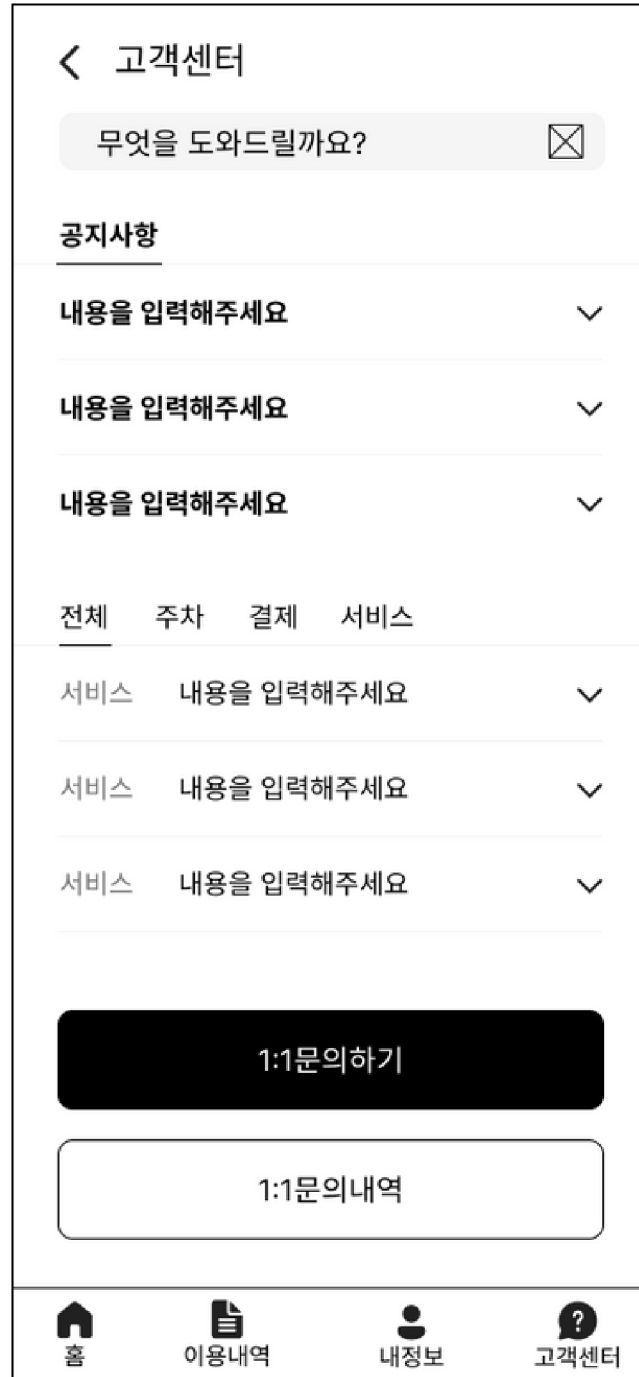 고객센터
무엇을 도와드릴까요?
공지사항
내용을 입력해주세요
내용을 입력해주세요
내용을 입력해주세요
전체 주차 결제 서비스
서비스 내용을 입력해주세요
서비스 내용을 입력해주세요
서비스 내용을 입력해주세요
1:1문의하기
1:1문의내역
홈 이용내역 내정보 고객센터